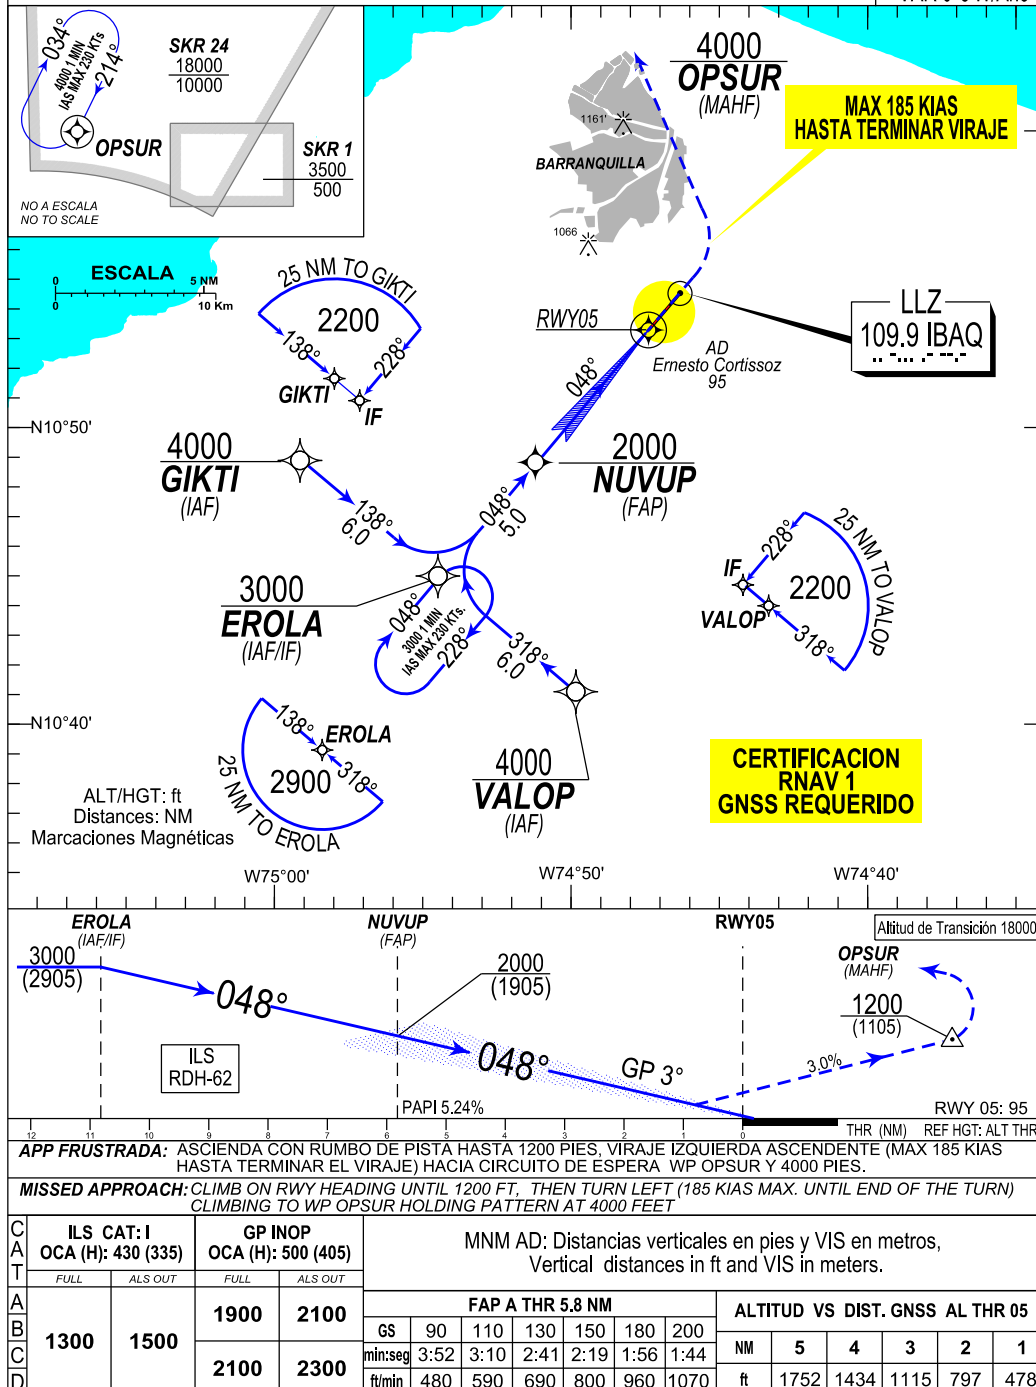 034°
4000 1 MIN
IAS MAX 230 KTs
214°
OPSUR
SKR 24
18000
10000
SKR 1
3500
500
NO A ESCALA
NO TO SCALE
4000
OPSUR
(MAHF)
MAX 185 KIAS
HASTA TERMINAR VIRAJE
1161'
BARRANQUILLA
1066
ESCALA
0 5 NM
0 10 Km
25 NM TO GIKTI
2200
138°
228°
GIKTI
IF
RWY05
LLZ
109.9 IBAQ
AD
Ernesto Cortissoz
95
048°
N10°50'
4000
GIKTI
(IAF)
2000
NUVUP
(FAP)
138°
6.0
048°
5.0
3000
EROLA
(IAF/IF)
048°
3000 1 MIN
IAS MAX 230 KTs.
228°
318°
6.0
25 NM TO VALOP
228°
IF
2200
VALOP
318°
N10°40'
138°
EROLA
2900
318°
25 NM TO EROLA
4000
VALOP
(IAF)
CERTIFICACION
RNAV 1
GNSS REQUERIDO
ALT/HGT: ft
Distances: NM
Marcaciones Magnéticas
W75°00' W74°50' W74°40'
EROLA
(IAF/IF)
NUVUP
(FAP)
RWY05
Altitud de Transición 18000
3000
(2905)
2000
(1905)
OPSUR
(MAHF)
1200
(1105)
048°
048°
GP 3°
3.0%
ILS
RDH-62
PAPI 5.24%
RWY 05: 95
12 11 10 9 8 7 6 5 4 3 2 1 0 THR (NM) REF HGT: ALT THR
APP FRUSTRADA: ASCIENDA CON RUMBO DE PISTA HASTA 1200 PIES, VIRAJE IZQUIERDA ASCENDENTE (MAX 185 KIAS
HASTA TERMINAR EL VIRAJE) HACIA CIRCUITO DE ESPERA WP OPSUR Y 4000 PIES.
MISSED APPROACH: CLIMB ON RWY HEADING UNTIL 1200 FT, THEN TURN LEFT (185 KIAS MAX. UNTIL END OF THE TURN)
CLIMBING TO WP OPSUR HOLDING PATTERN AT 4000 FEET
CAT
ILS CAT: I
OCA (H): 430 (335)
GP INOP
OCA (H): 500 (405)
FULL ALS OUT FULL ALS OUT
A
B
C
D
1300 1500
1900 2100
2100 2300
MNM AD: Distancias verticales en pies y VIS en metros,
Vertical distances in ft and VIS in meters.
FAP A THR 5.8 NM
GS 90 110 130 150 180 200
min:seg 3:52 3:10 2:41 2:19 1:56 1:44
ft/min 480 590 690 800 960 1070
ALTITUD VS DIST. GNSS AL THR 05
NM 5 4 3 2 1
ft 1752 1434 1115 797 478